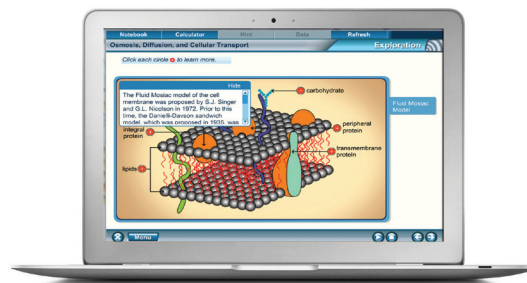 Notebook Calculator Hint Data Refresh
Osmosis, Diffusion, and Cellular Transport Exploration
Click each circle to learn more.
Hide
The Fluid Mosiac model of the cell
membrane was proposed by S.J. Singer
and G.L. Nicolson in 1972. Prior to this
time, the Danielli-Davson sandwich
model, which was proposed in 1935, was
carbohydrate
Fluid Mosiac
Model
integral
protein
peripheral
protein
transmembrane
protein
lipids
Menu